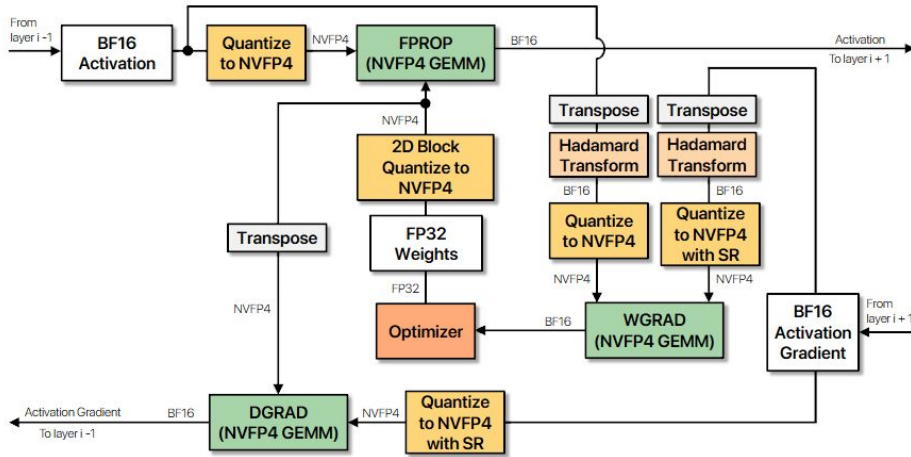 From
layer i -1
BF16
Activation
Quantize
to NVFP4
NVFP4
FPROP
(NVFP4 GEMM)
BF16
Activation
To layer i + 1
NVFP4
2D Block
Quantize to
NVFP4
FP32
Weights
FP32
Optimizer
Transpose
NVFP4
Transpose
Hadamard
Transform
BF16
Quantize
to NVFP4
NVFP4
Transpose
Hadamard
Transform
BF16
Quantize
to NVFP4
with SR
NVFP4
BF16
WGRAD
(NVFP4 GEMM)
BF16
Activation
Gradient
From
layer i + 1
Activation Gradient
To layer i -1
BF16
DGRAD
(NVFP4 GEMM)
NVFP4
Quantize
to NVFP4
with SR